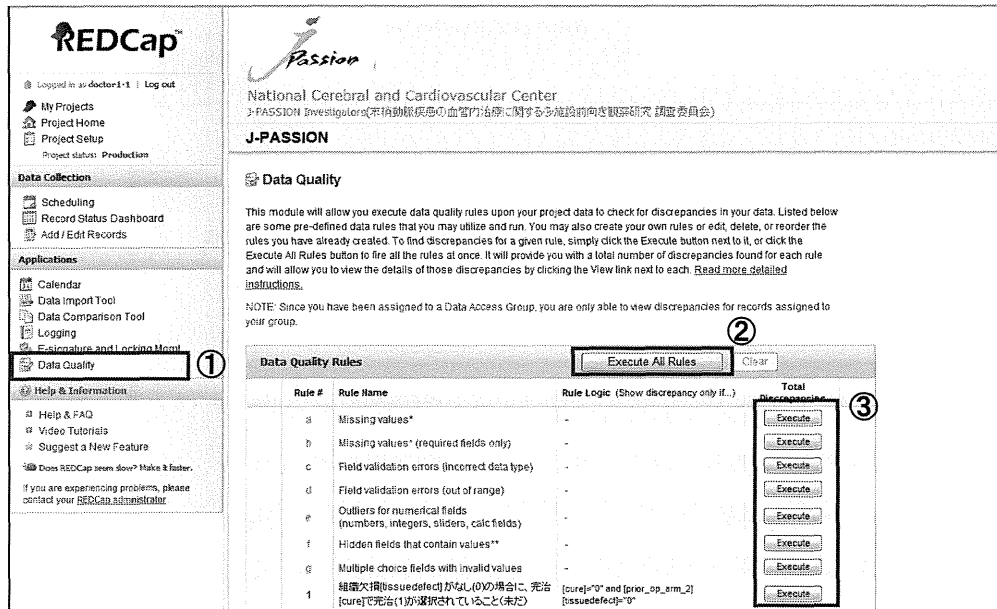 REDCap™
Logged in as doctor1-1 | Log out
My Projects
Project Home
Project Setup
Project status: Production
Data Collection
Scheduling
Record Status Dashboard
Add / Edit Records
Applications
Calendar
Data Import Tool
Data Comparison Tool
Logging
E-signature and Locking Mgmt
Data Quality
①
Help & Information
Help & FAQ
Video Tutorials
Suggest a New Feature
Does REDCap seem slow? Make it faster.
If you are experiencing problems, please
contact your REDCap administrator
J Passion
National Cerebral and Cardiovascular Center
J-PASSION Investigators(末梢動脈疾患の血管内治療に関する多施設前向き観察研究 調査委員会)
J-PASSION
Data Quality
This module will allow you execute data quality rules upon your project data to check for discrepancies in your data. Listed below
are some pre-defined data rules that you may utilize and run. You may also create your own rules or edit, delete, or reorder the
rules you have already created. To find discrepancies for a given rule, simply click the Execute button next to it, or click the
Execute All Rules button to fire all the rules at once. It will provide you with a total number of discrepancies found for each rule
and will allow you to view the details of those discrepancies by clicking the View link next to each. Read more detailed
instructions.
NOTE: Since you have been assigned to a Data Access Group, you are only able to view discrepancies for records assigned to
your group.
②
Data Quality Rules Execute All Rules Clear
Rule # Rule Name Rule Logic (Show discrepancy only if...) Total
Discrepancies
③
a Missing values* - Execute
b Missing values* (required fields only) - Execute
c Field validation errors (incorrect data type) - Execute
d Field validation errors (out of range) - Execute
e Outliers for numerical fields
(numbers, integers, sliders, calc fields) - Execute
f Hidden fields that contain values** - Execute
g Multiple choice fields with invalid values - Execute
1 組織欠損[tissuedefect]がなし(0)の場合に、完治 [cure]="0" and [prior_op_arm_2] Execute
[cure]で完治(1)が選択されていること(未だ) [tissuedefect]="0"